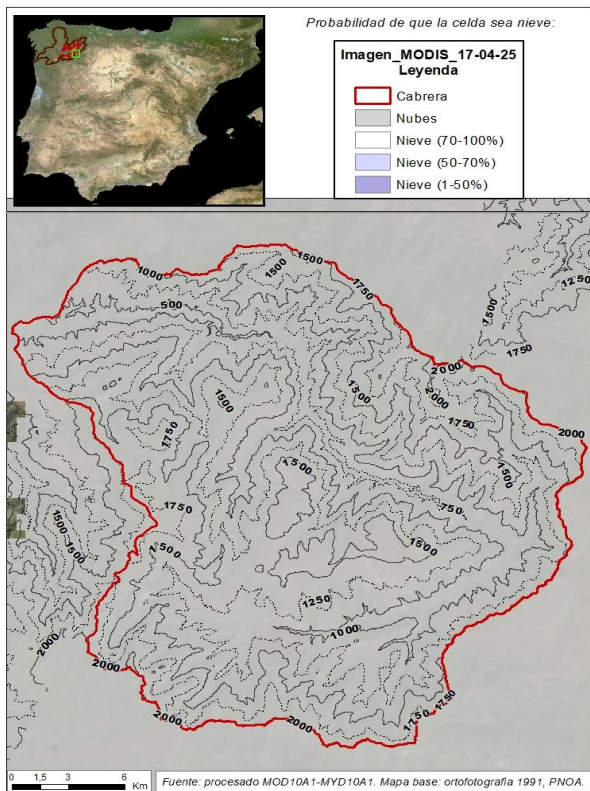 Probabilidad de que la celda sea nieve:
Imagen_MODIS_17-04-25
Leyenda
Cabrera
Nubes
Nieve (70-100%)
Nieve (50-70%)
Nieve (1-50%)
1500
1000
1500
1500
1750
1250
500
1750
2000
1500
1500
2000
1750
1750
2000
1500
1500
1500-1500
1750
750
1500
1500
1250
1000
2000
2000
2000
2000
1750
1750
0 1,5 3 6
Km
Fuente: procesado MOD10A1-MYD10A1. Mapa base: ortofotografia 1991, PNOA.